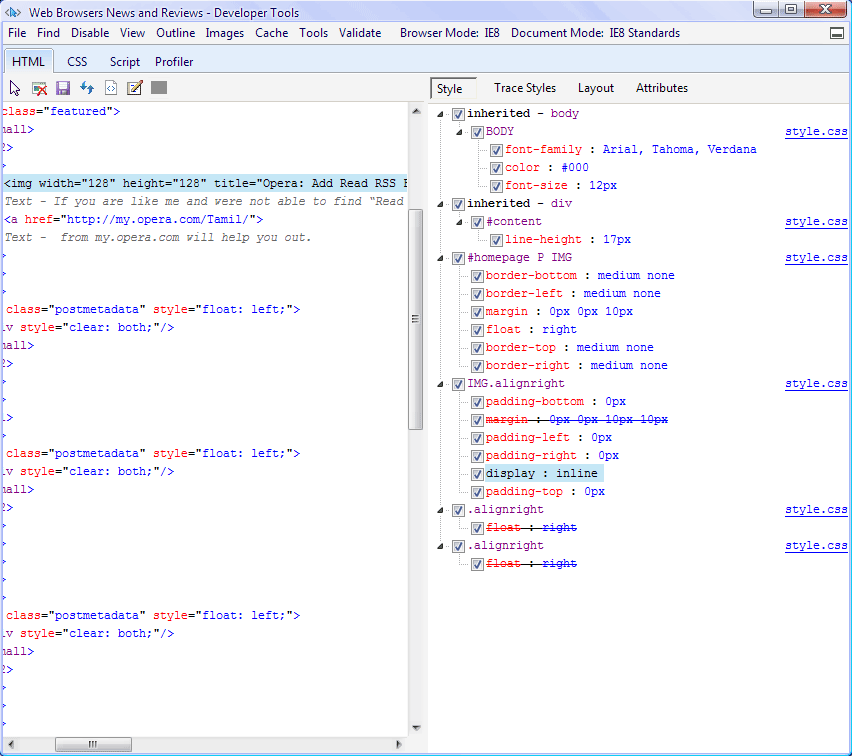 Web Browsers News and Reviews - Developer Tools
File Find Disable View Outline Images Cache Tools Validate Browser Mode: IE8 Document Mode: IE8 Standards
HTML CSS Script Profiler
Style Trace Styles Layout Attributes
class="featured">
>
2>
>
<img width="128" height="128" title="Opera: Add Read RSS
Text - If you are like me and were not able to find “Read
<a href="http://my.opera.com/Tamil/">
Text -  from my.opera.com will help you out.
>
>
>
class="postmetadata" style="float: left;">
v style="clear: both;"/>
all>
2>
>
>
>
>
class="postmetadata" style="float: left;">
v style="clear: both;"/>
all>
2>
>
>
>
>
>
class="postmetadata" style="float: left;">
v style="clear: both;"/>
all>
2>
>
>
>
inherited - body
BODY style.css
font-family : Arial, Tahoma, Verdana
color : #000
font-size : 12px
inherited - div
#content style.css
line-height : 17px
#homepage P IMG style.css
border-bottom : medium none
border-left : medium none
margin : 0px 0px 10px
float : right
border-top : medium none
border-right : medium none
IMG.alignright style.css
padding-bottom : 0px
margin : 0px 0px 10px 10px
padding-left : 0px
padding-right : 0px
display : inline
padding-top : 0px
.alignright style.css
float : right
.alignright style.css
float : right